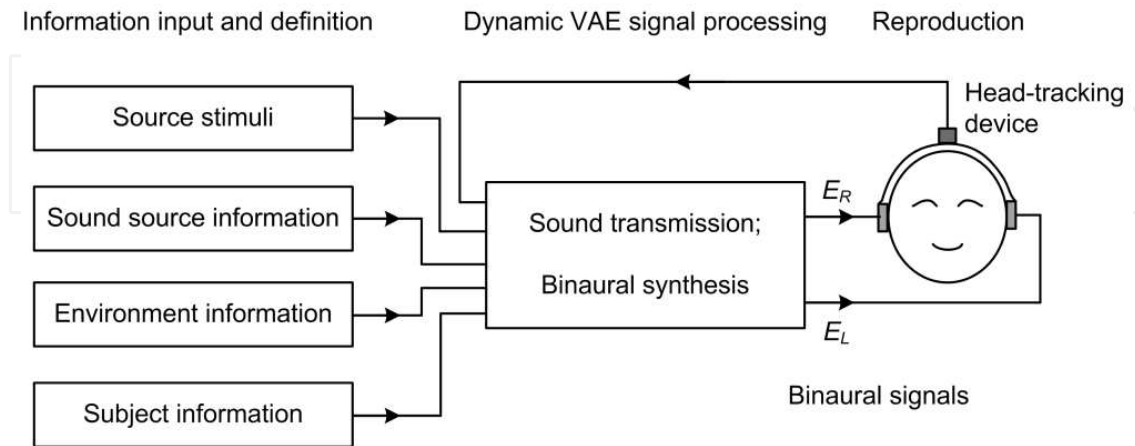 Information input and definition
Dynamic VAE signal processing
Reproduction
Source stimuli
Sound source information
Environment information
Subject information
Sound transmission;
Binaural synthesis
E_R
E_L
Head-tracking
device
Binaural signals